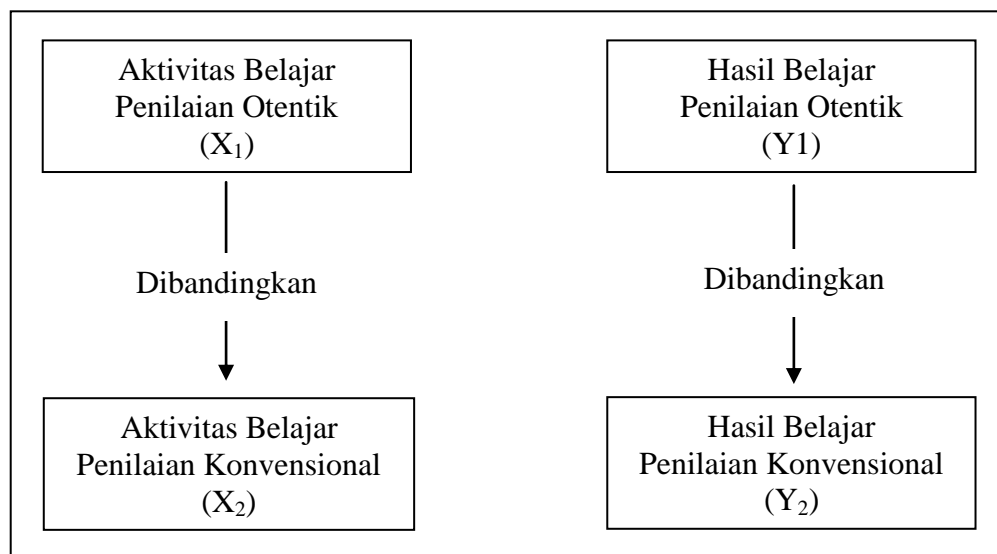 Aktivitas Belajar
Penilaian Otentik
(X₁)
Dibandingkan
Aktivitas Belajar
Penilaian Konvensional
(X₂)
Hasil Belajar
Penilaian Otentik
(Y1)
Dibandingkan
Hasil Belajar
Penilaian Konvensional
(Y₂)